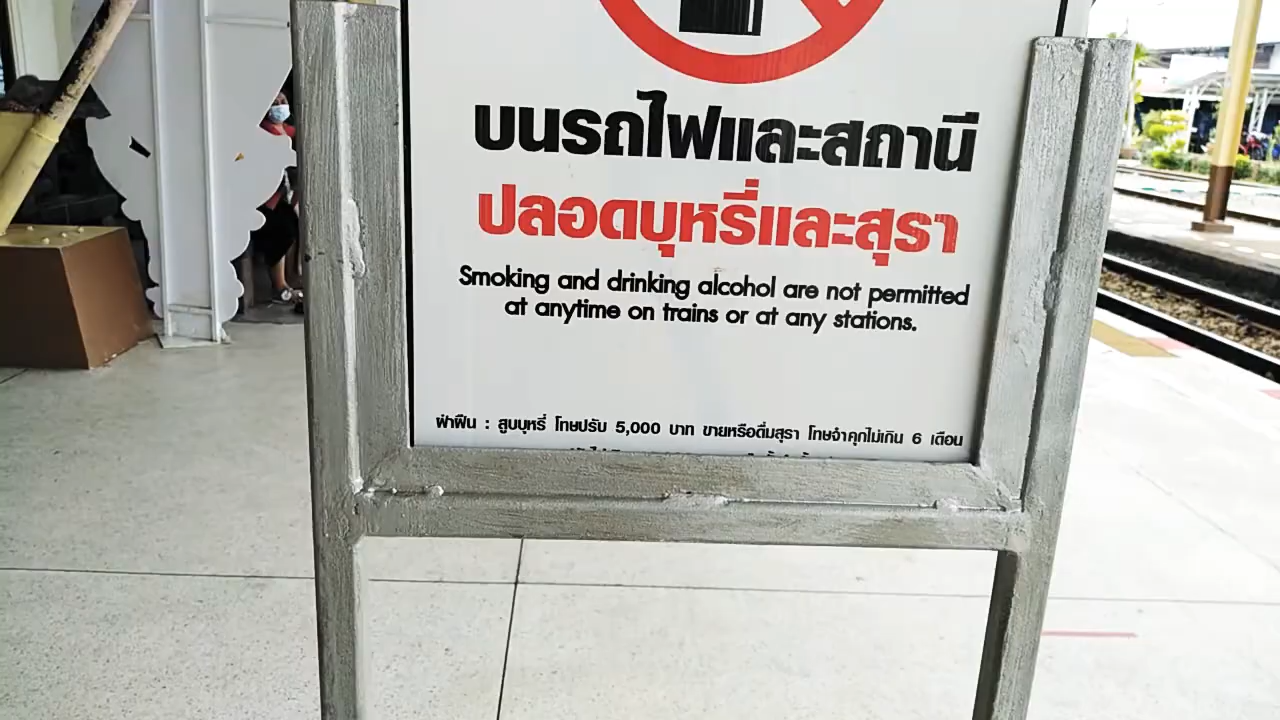 บนรถไฟและสถานี
ปลอดบุหรี่และสุรา
Smoking and drinking alcohol are not permitted
at anytime on trains or at any stations.
ฝ่าฝืน : สูบบุหรี่ โทษปรับ 5,000 บาท ขายหรือดื่มสุรา โทษจำคุกไม่เกิน 6 เดือน